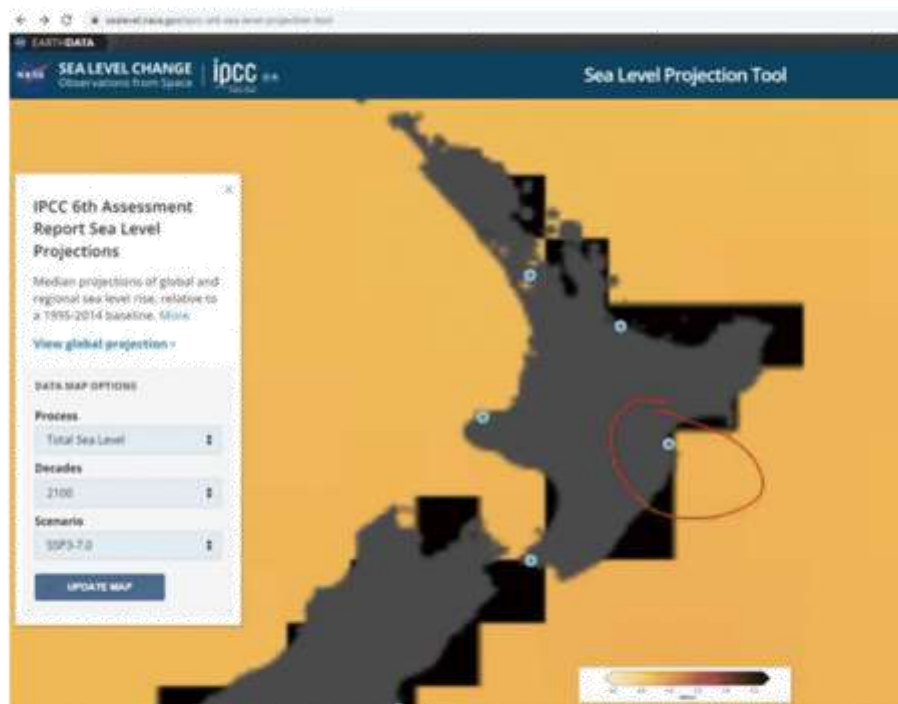 EARTHDATA
NASA SEA LEVEL CHANGE
Observations from Space
ipcc
Sea Level Projection Tool
×
IPCC 6th Assessment
Report Sea Level
Projections
Median projections of global and
regional sea level rise, relative to
a 1995-2014 baseline. More
View global projection
DATA MAP OPTIONS
Process
Total Sea Level
Decades
2100
Scenario
SSP3-7.0
UPDATE MAP